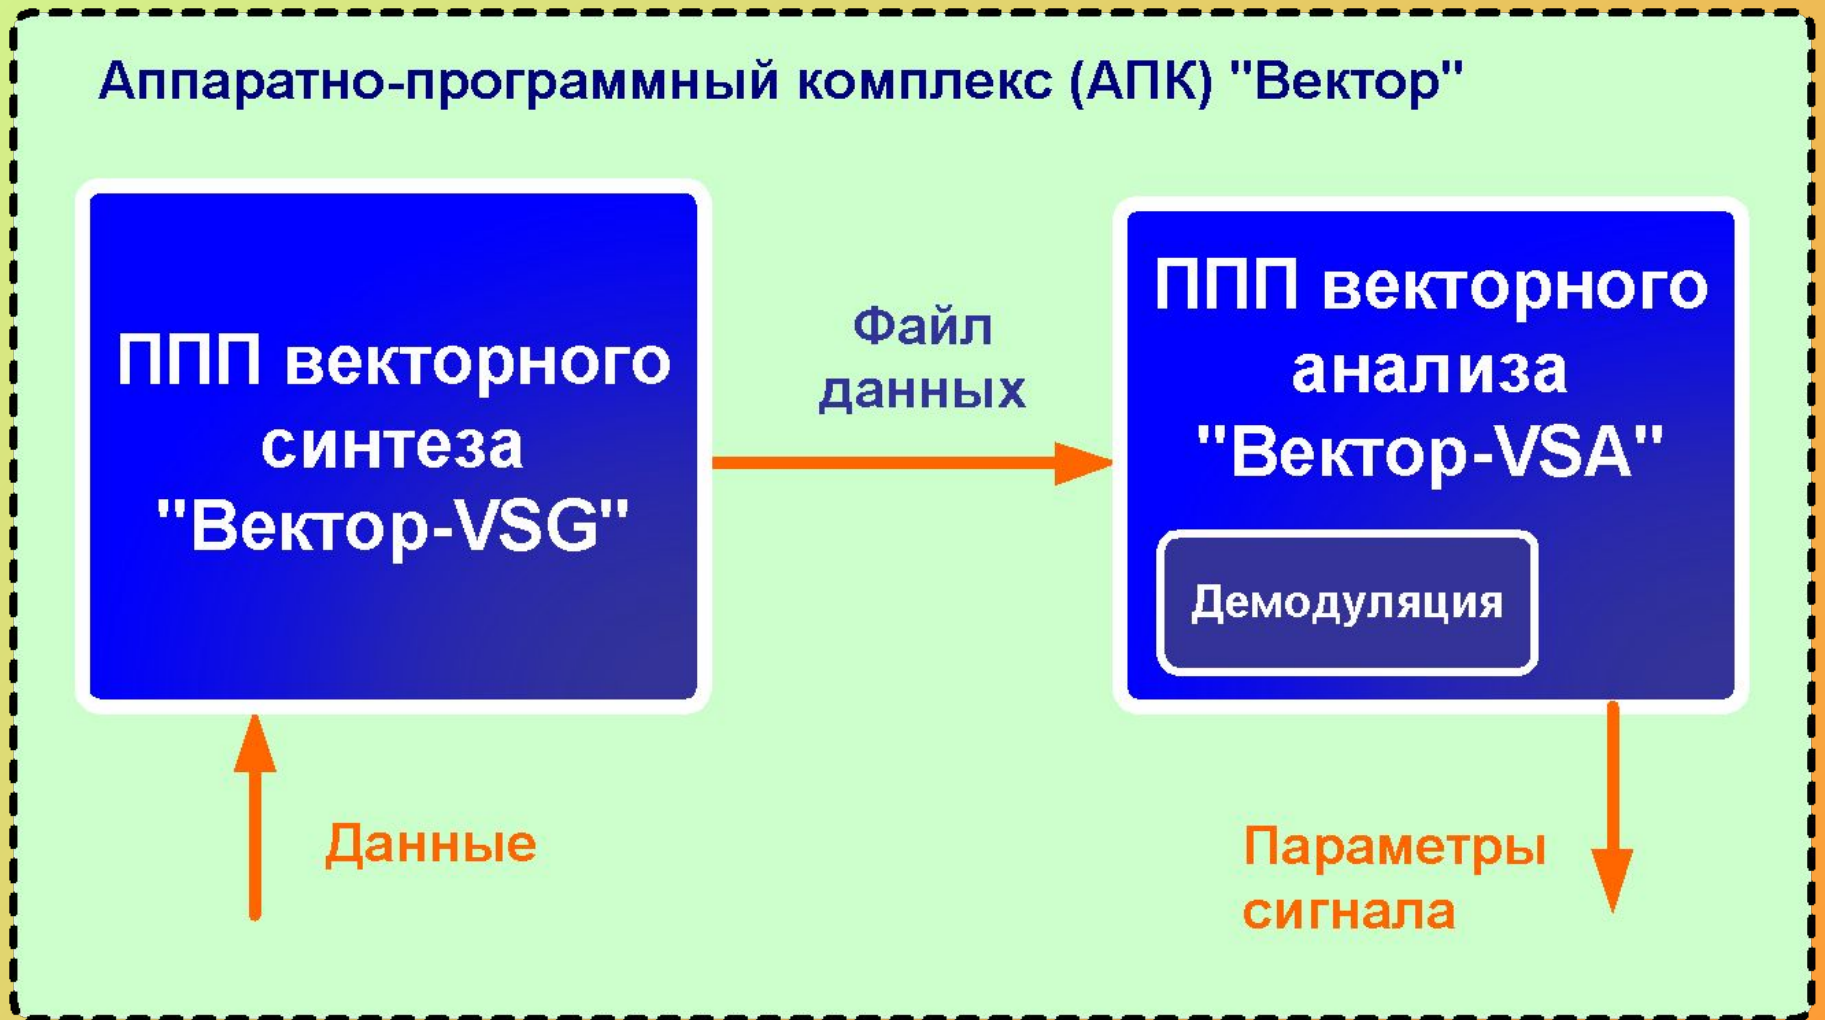 Аппаратно-программный комплекс (АПК) "Вектор"
ППП векторного
синтеза
"Вектор-VSG"
Файл
данных
ППП векторного
анализа
"Вектор-VSA"
Демодуляция
Данные
Параметры
сигнала